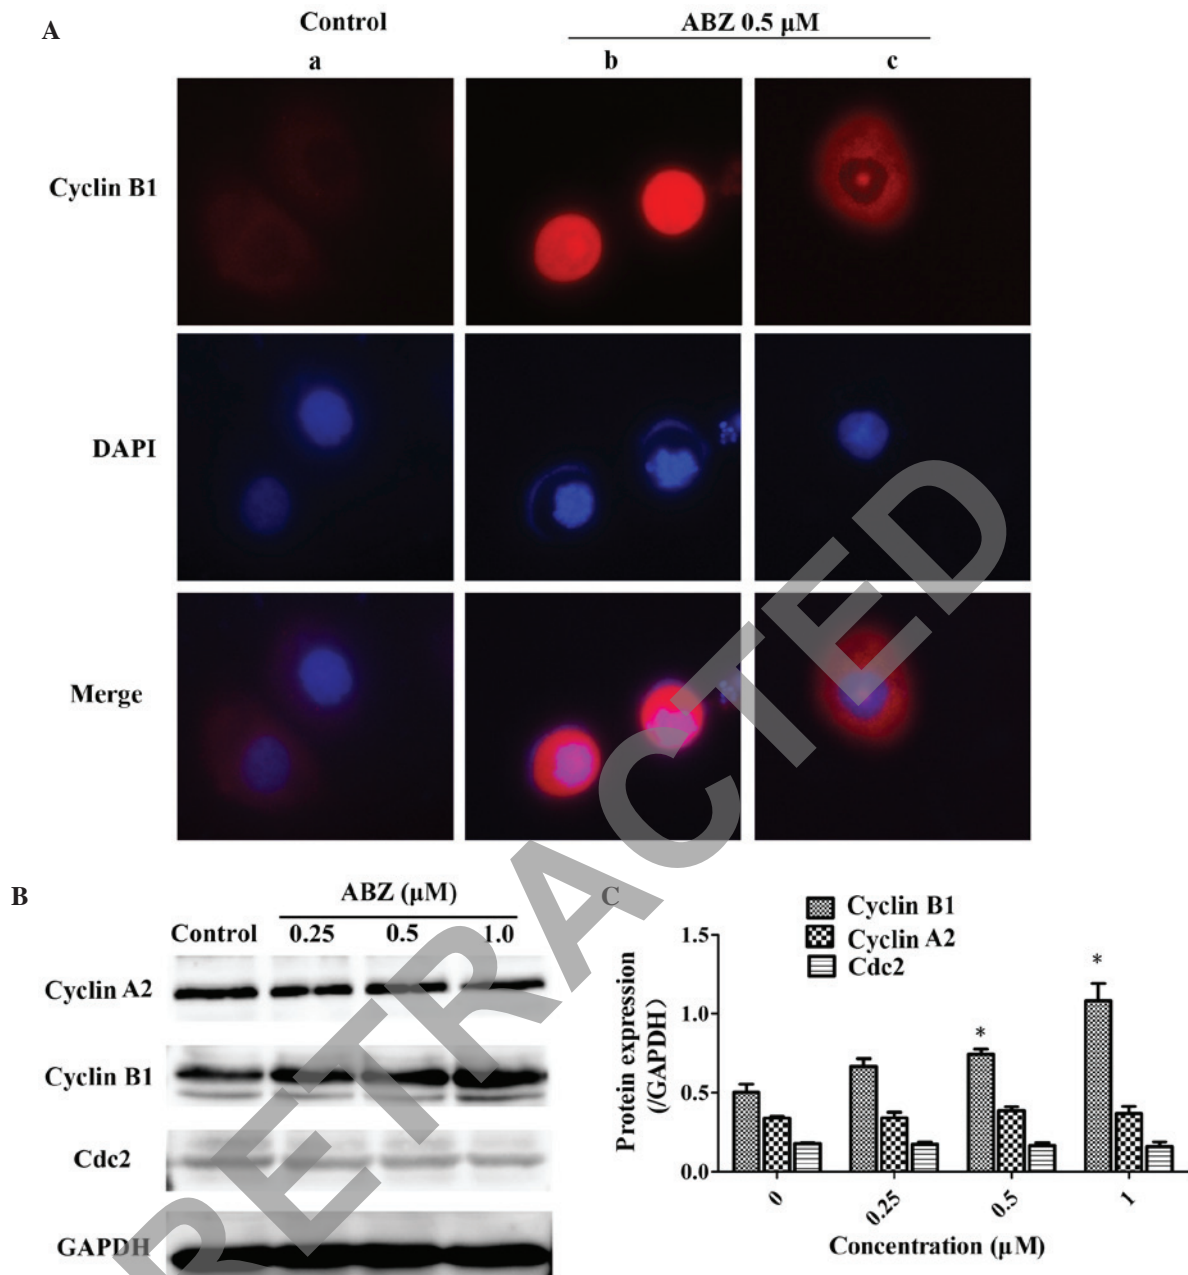 A
Control
ABZ 0.5 μM
a
b
c
Cyclin B1
DAPI
Merge
RETRACTED
B
ABZ (μM)
Control 0.25 0.5 1.0
Cyclin A2
Cyclin B1
Cdc2
GAPDH
C
Cyclin B1
Cyclin A2
Cdc2
Protein expression
(/GAPDH)
1.5
1.0
0.5
0.0
*
*
0
0.25
0.5
1
Concentration (μM)